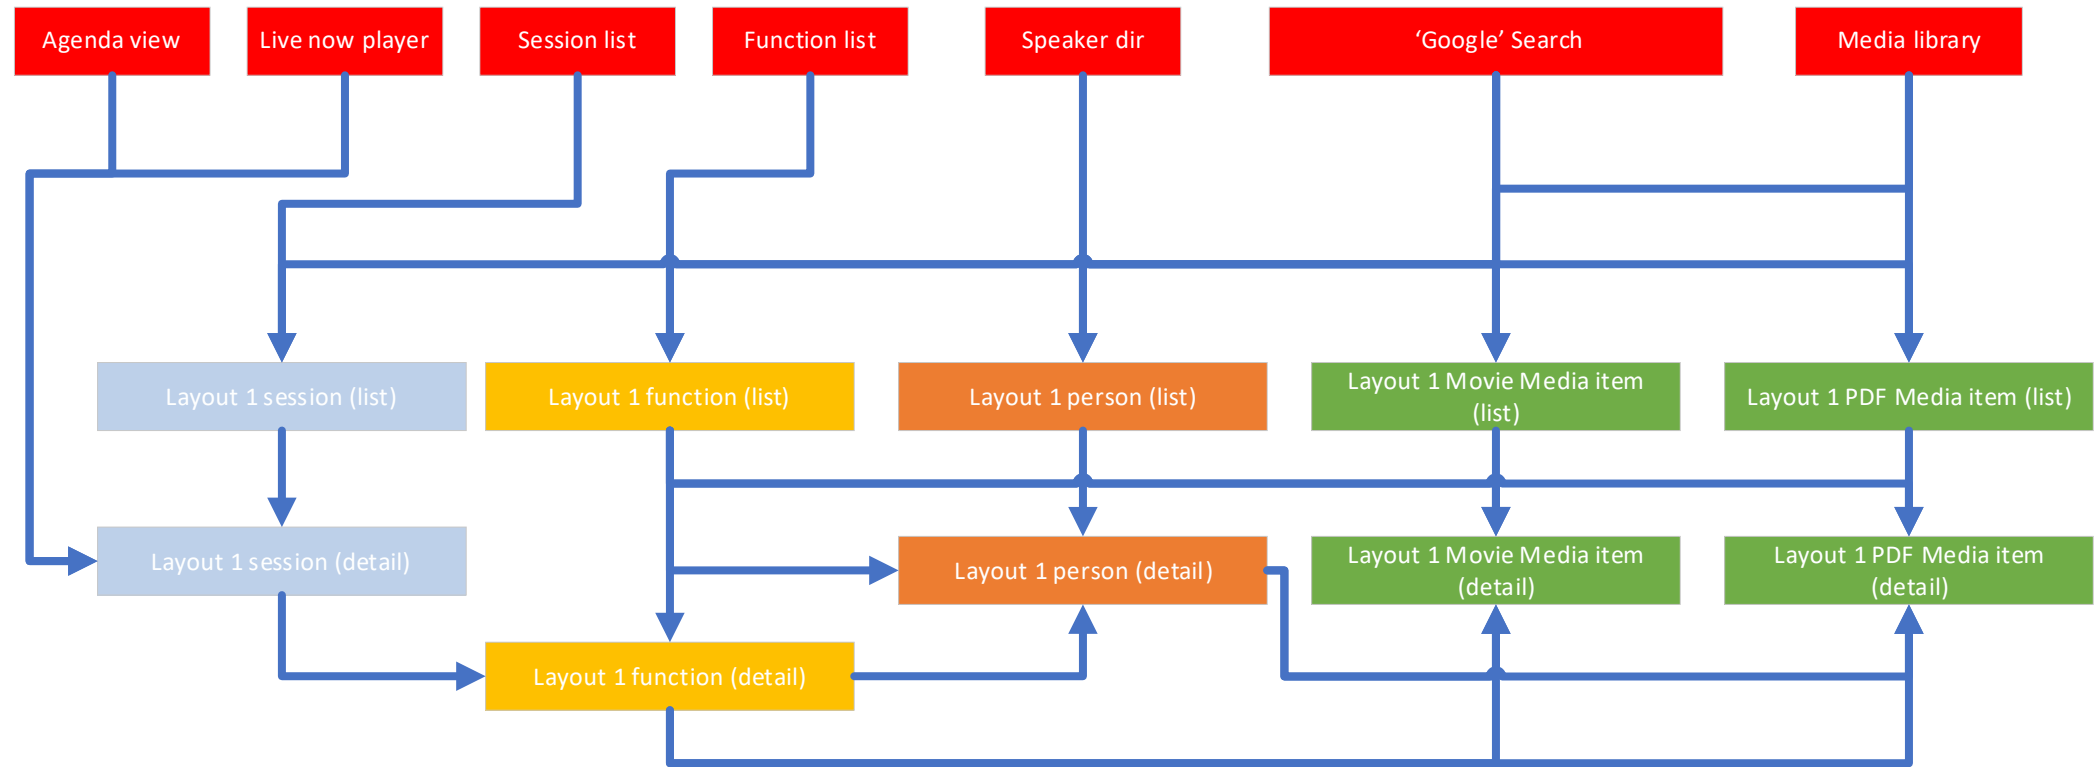 Agenda view
Live now player
Session list
Function list
Speaker dir
‘Google’ Search
Media library
Layout 1 session (list)
Layout 1 function (list)
Layout 1 person (list)
Layout 1 Movie Media item
(list)
Layout 1 PDF Media item (list)
Layout 1 session (detail)
Layout 1 person (detail)
Layout 1 Movie Media item
(detail)
Layout 1 PDF Media item
(detail)
Layout 1 function (detail)